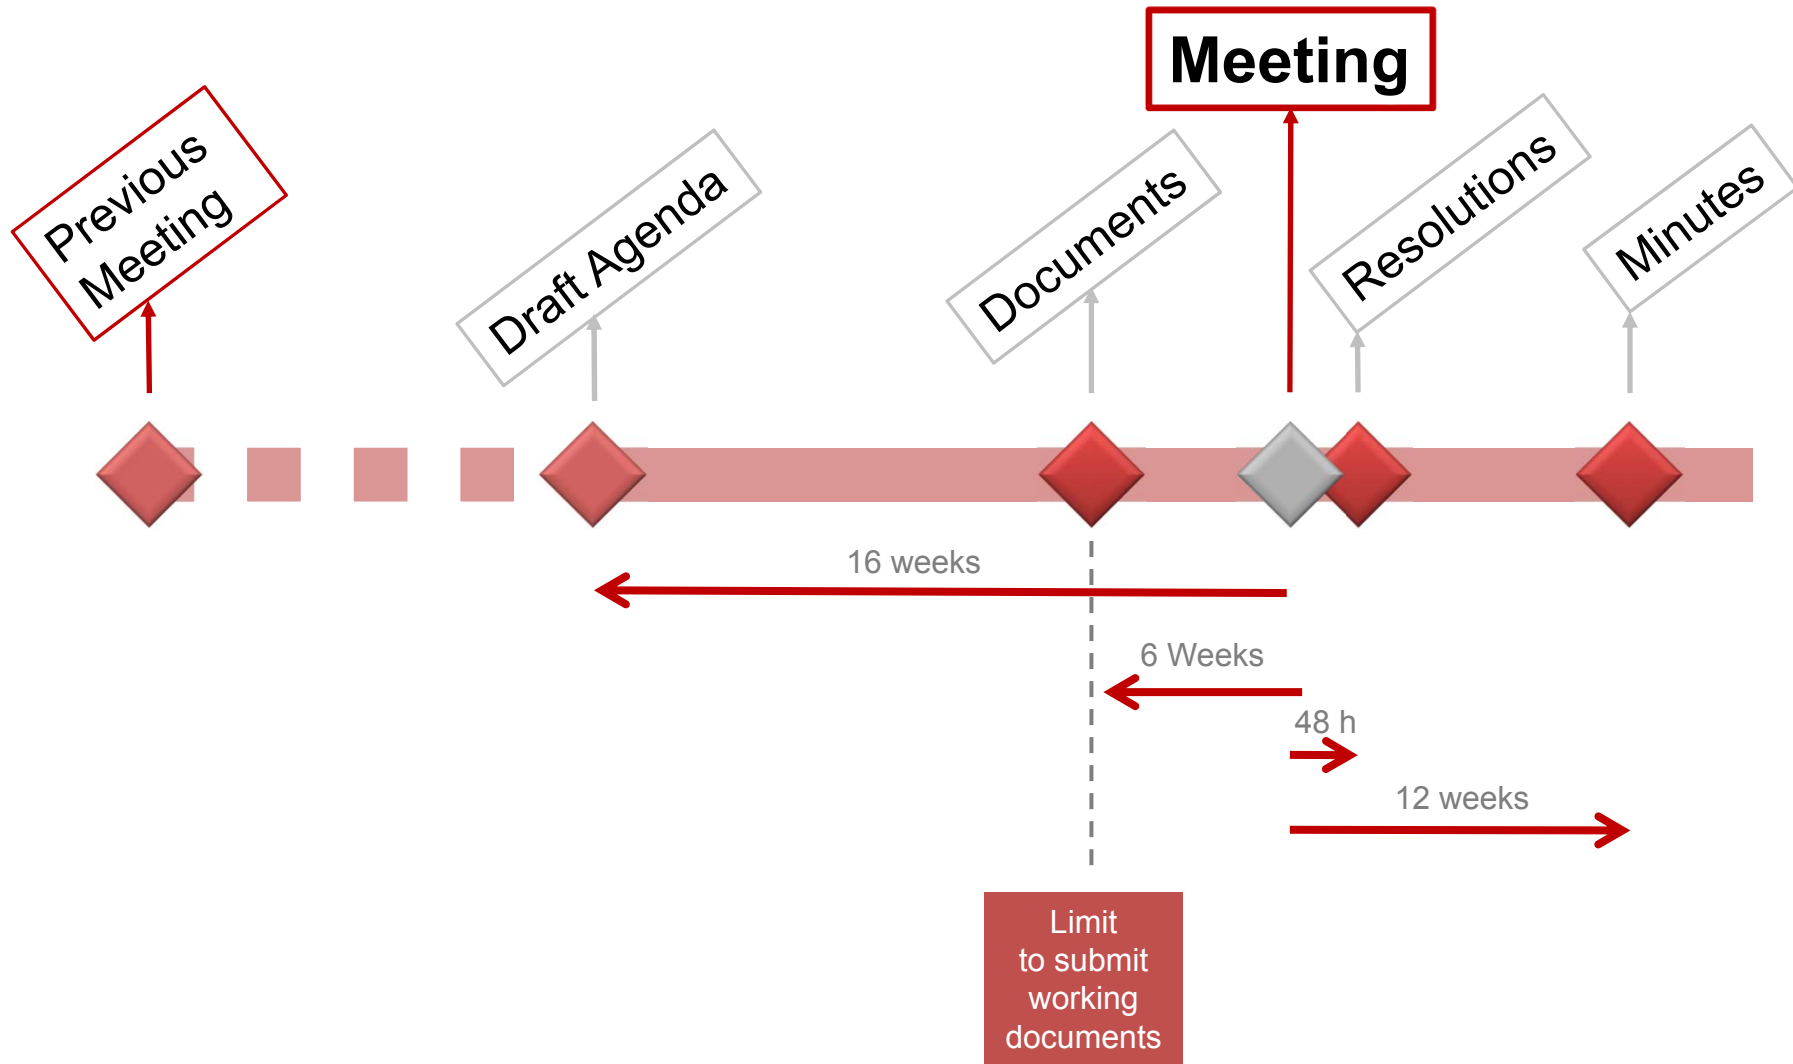 Meeting
Previous
Meeting
Draft Agenda
Documents
Resolutions
Minutes
16 weeks
6 Weeks
48 h
12 weeks
Limit
to submit
working
documents